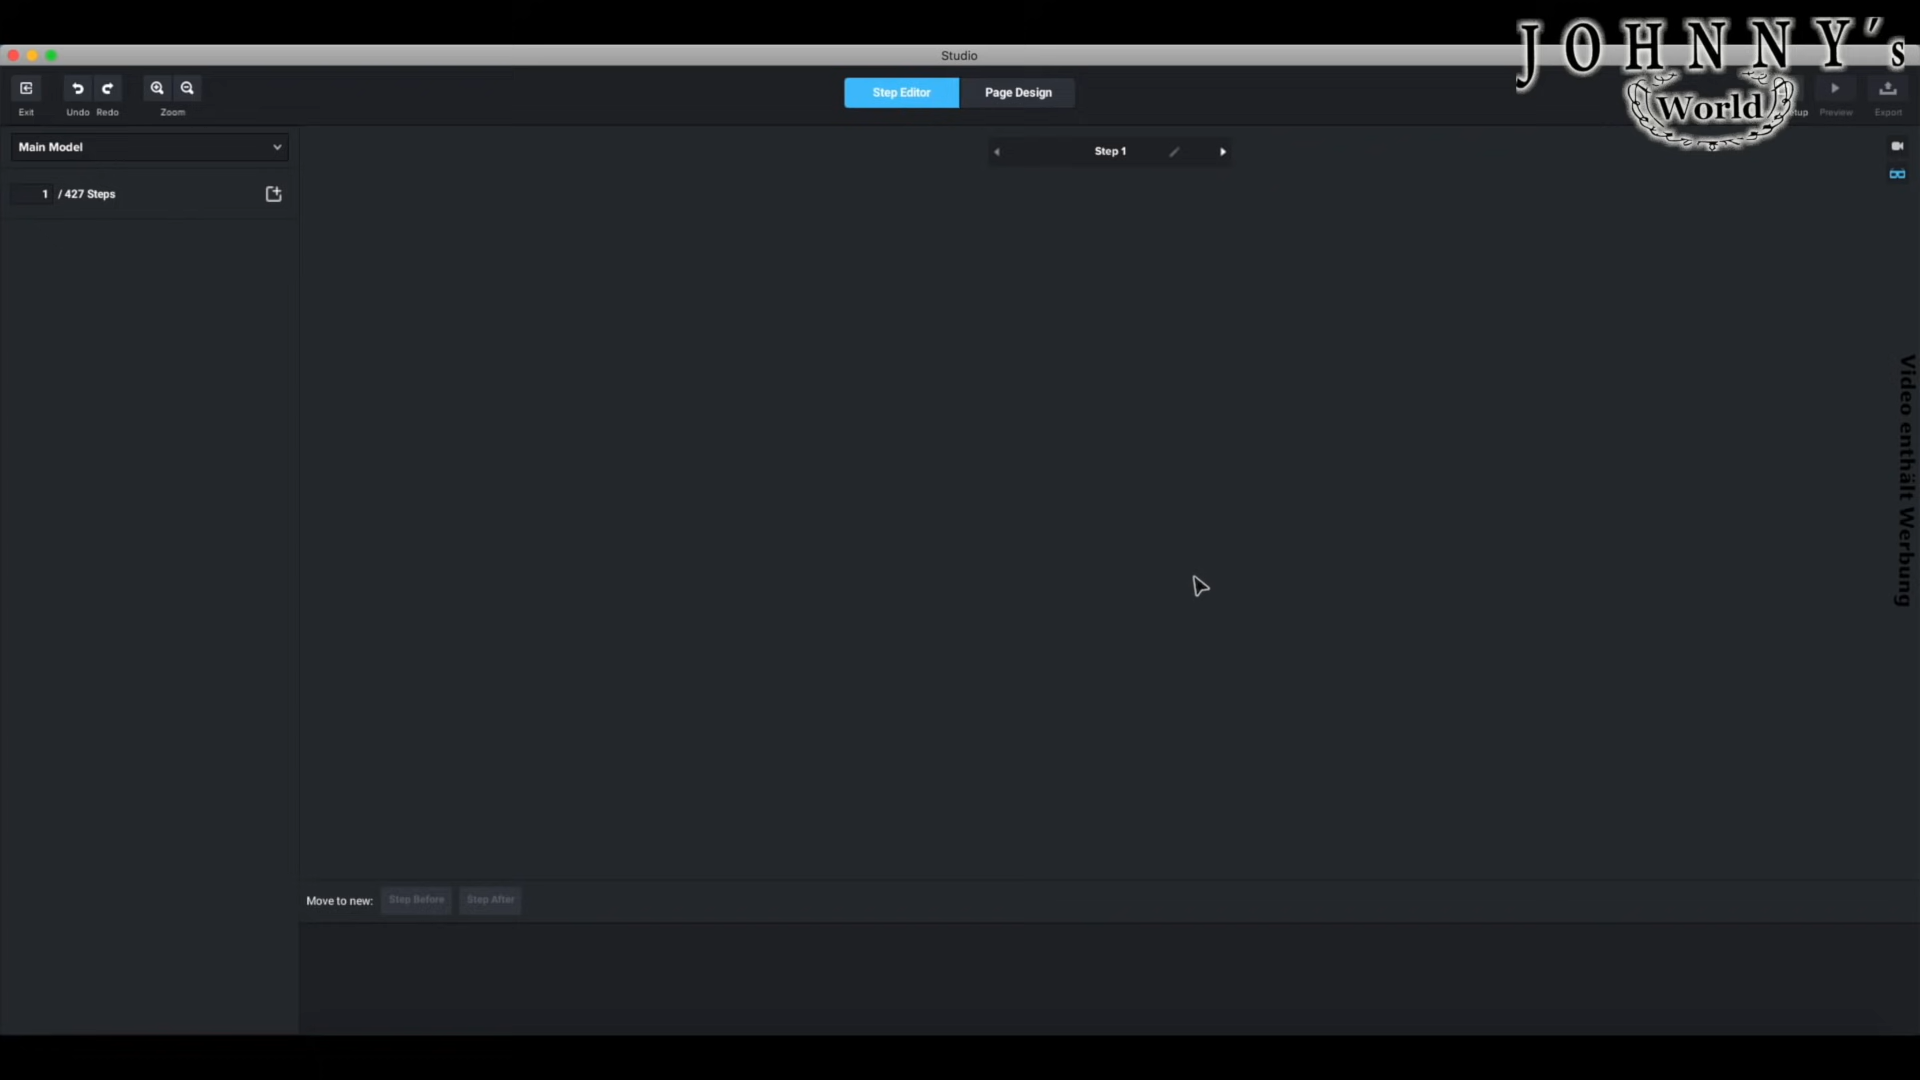 JOHNNY's
World
Studio
Exit
Undo
Redo
Zoom
Step Editor
Page Design
Preview
Export
Main Model
Step 1
1 / 427 Steps
Video enthält Werbung
Move to new:
Step Before
Step After